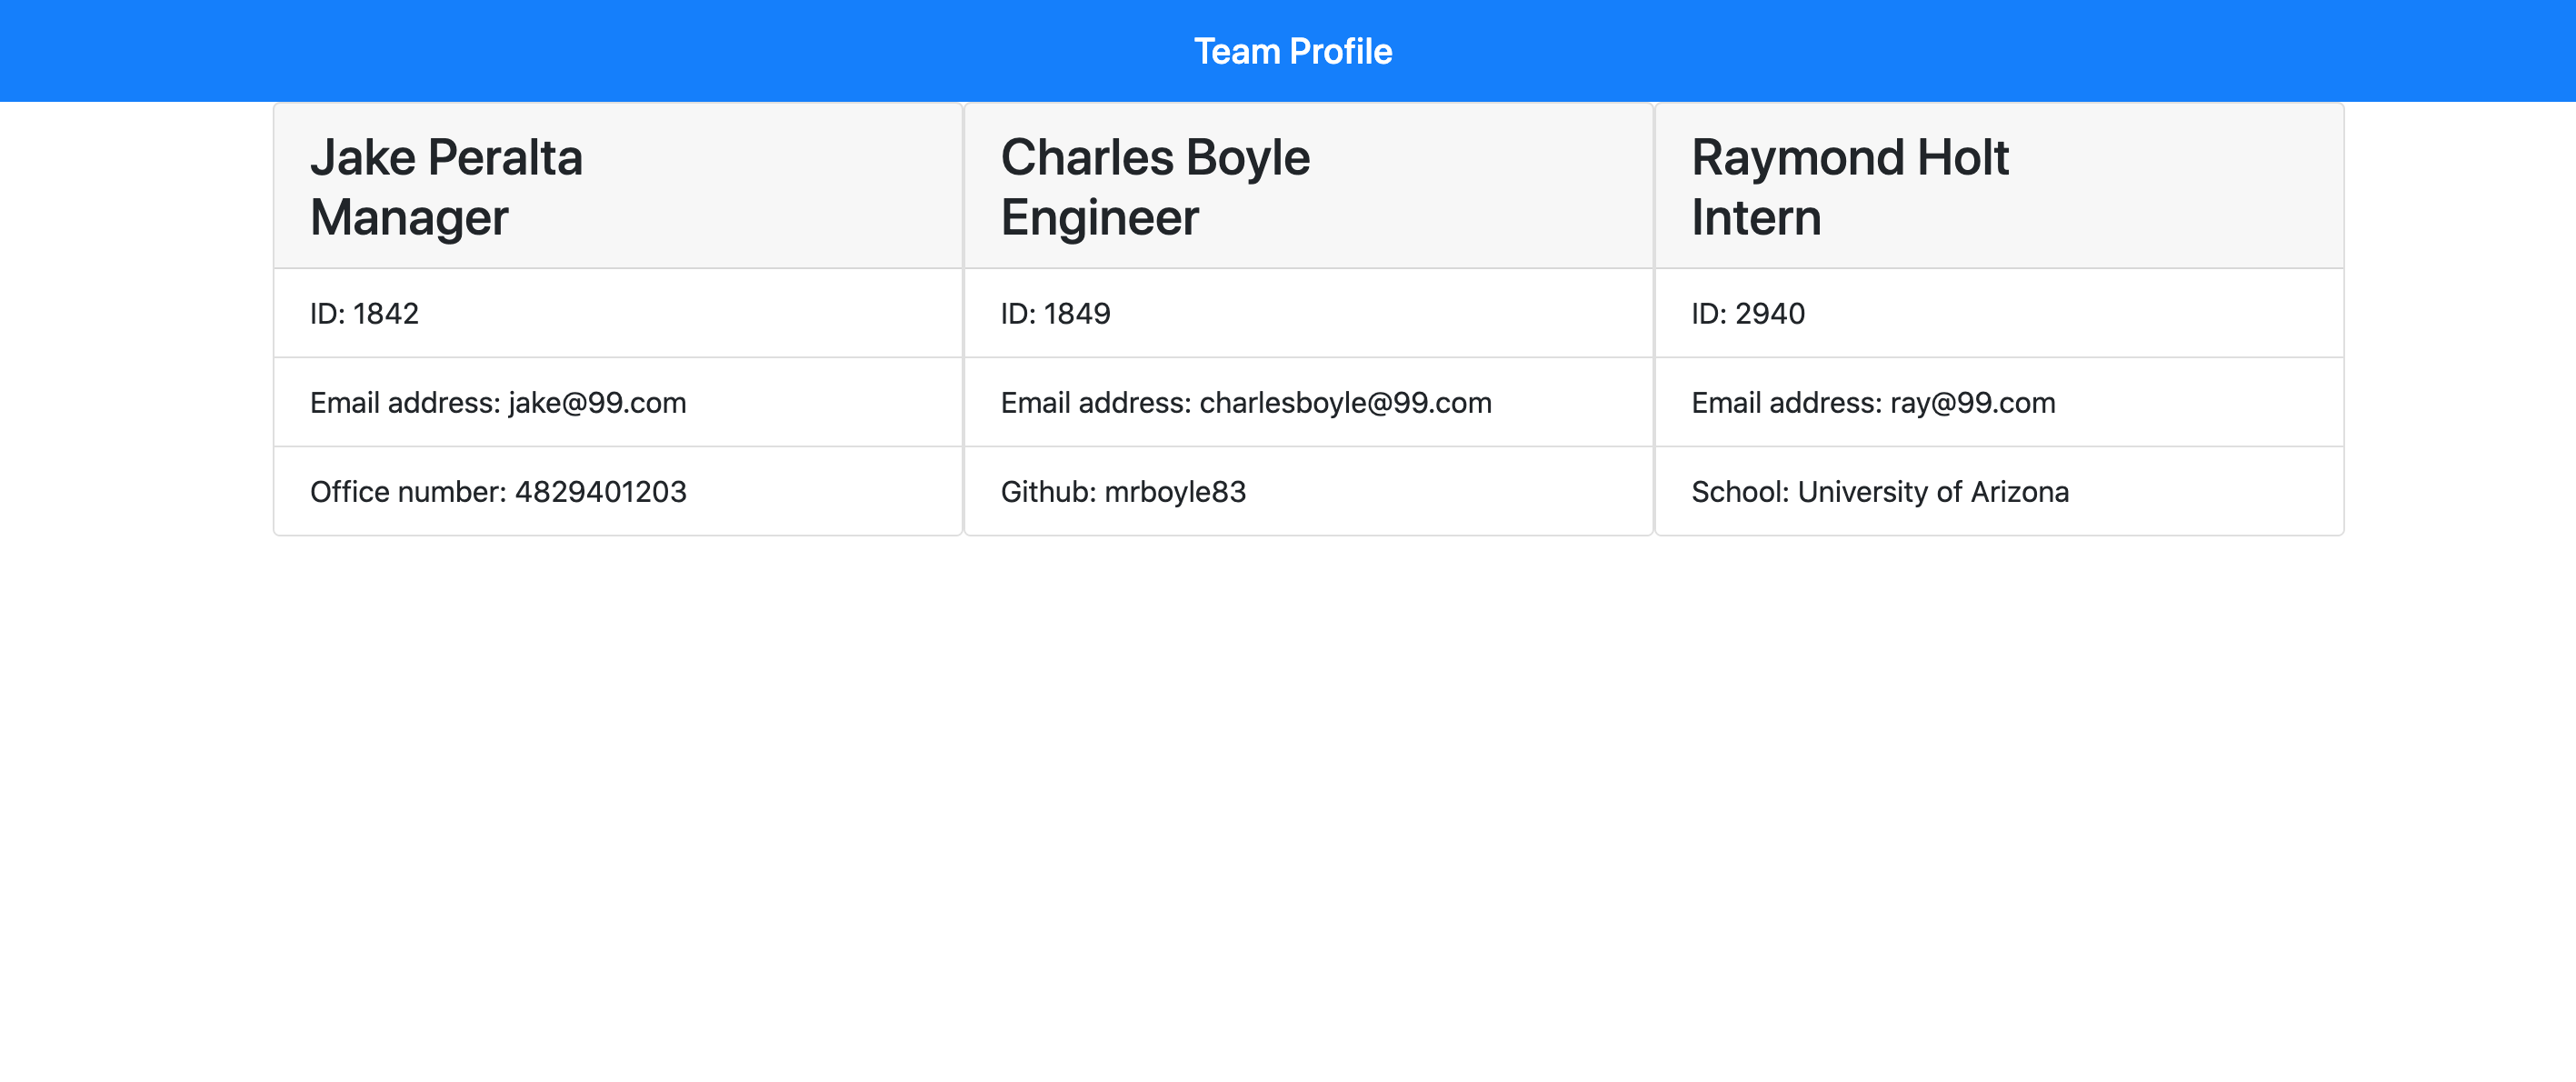 Team Profile
Jake Peralta
Manager
ID: 1842
Email address: jake@99.com
Office number: 4829401203
Charles Boyle
Engineer
ID: 1849
Email address: charlesboyle@99.com
Github: mrboyle83
Raymond Holt
Intern
ID: 2940
Email address: ray@99.com
School: University of Arizona